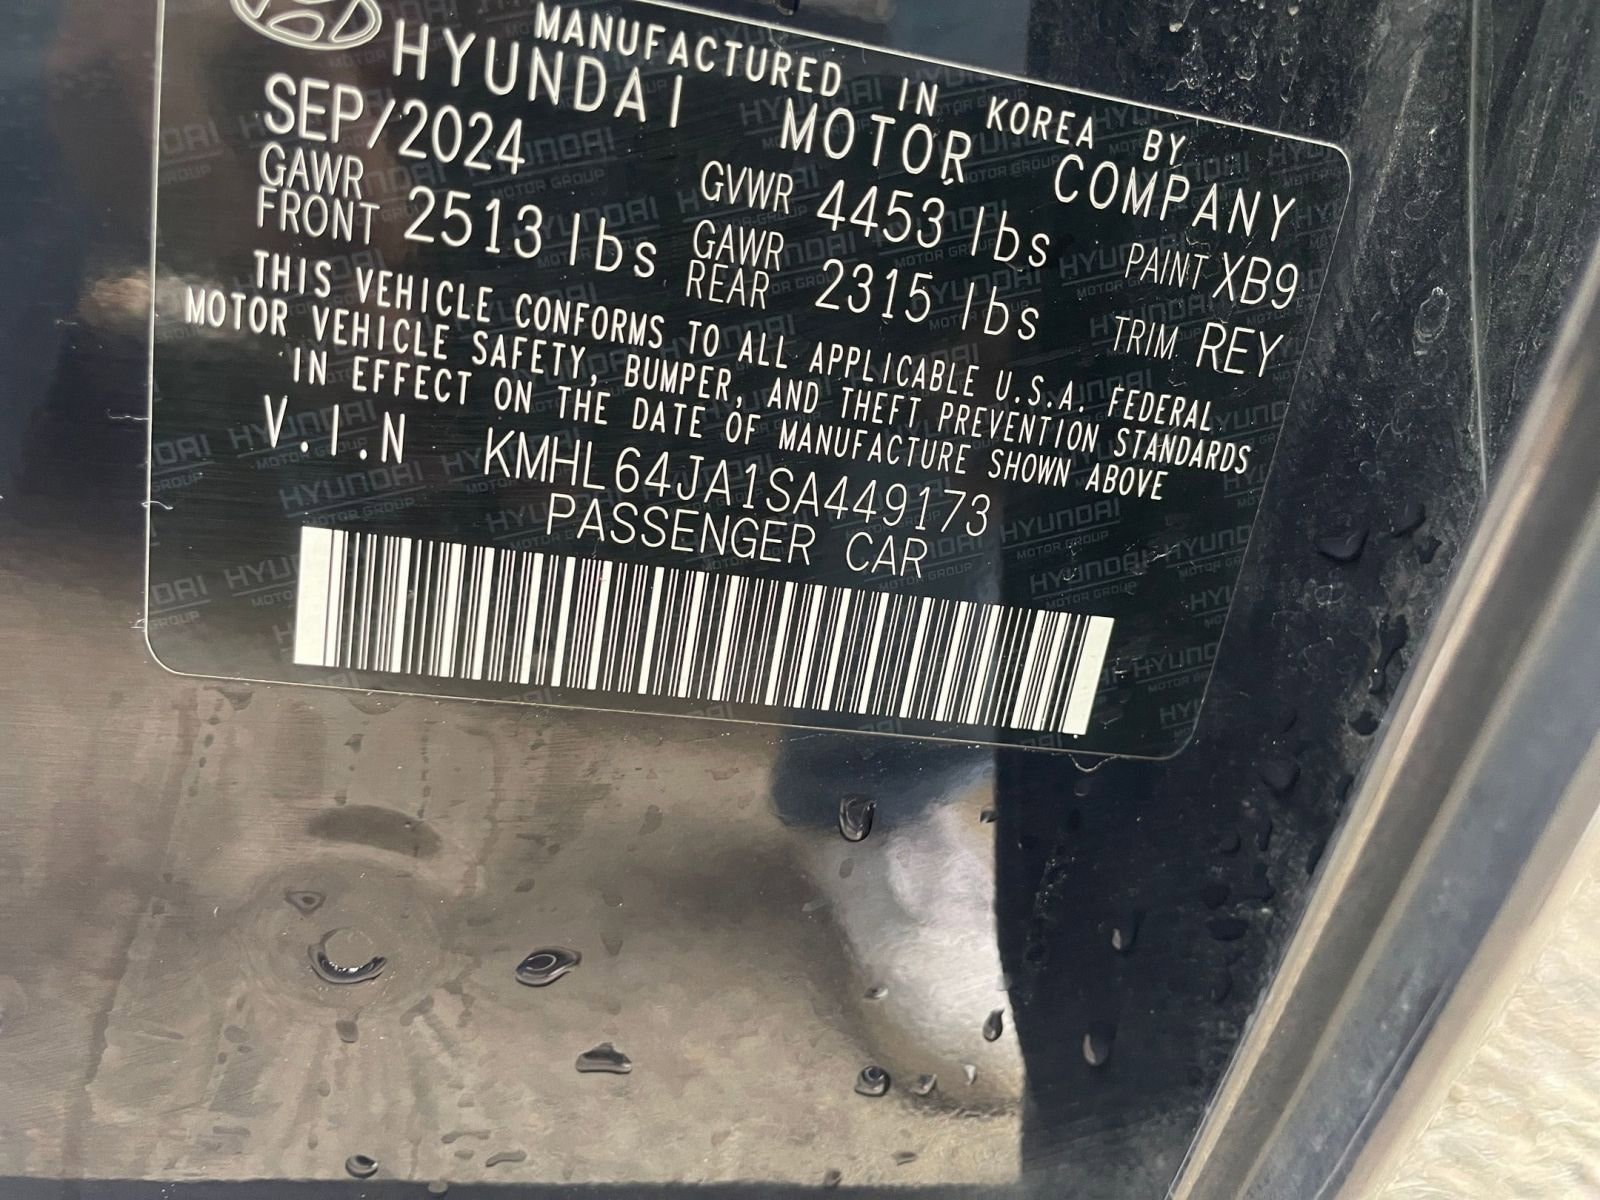 MANUFACTURED IN KOREA BY
HYUNDAI MOTOR COMPANY
SEP/2024 GVWR 4453 lbs PAINT XB9
GAWR FRONT 2513 lbs GAWR REAR 2315 lbs TRIM REY
THIS VEHICLE CONFORMS TO ALL APPLICABLE U.S.A. FEDERAL
MOTOR VEHICLE SAFETY, BUMPER, AND THEFT PREVENTION STANDARDS
IN EFFECT ON THE DATE OF MANUFACTURE SHOWN ABOVE
V.I.N KMHL64JA1SA449173
PASSENGER CAR